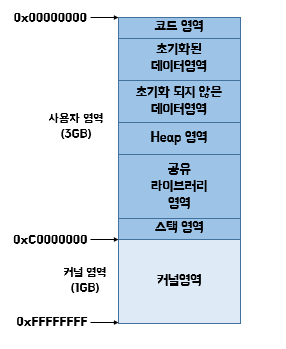 0x00000000
코드 영역
초기화된
데이터영역
초기화 되지 않은
데이터영역
사용자 영역
(3GB)
Heap 영역
공유
라이브러리
영역
스택 영역
0xC0000000
커널 영역
(1GB)
커널영역
0xFFFFFFFF